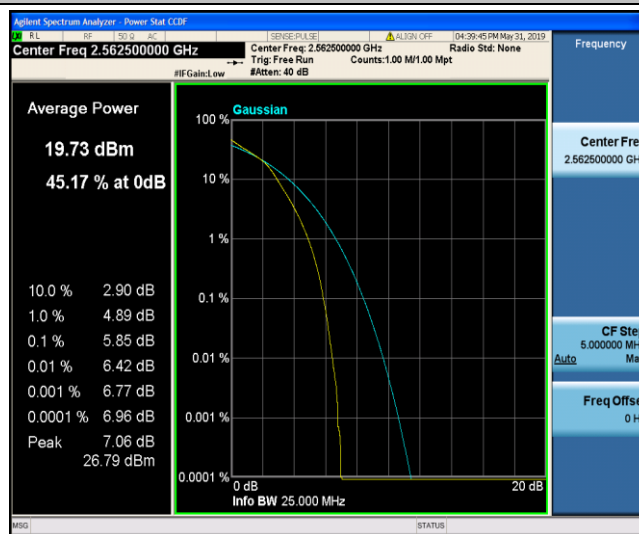 Agilent Spectrum Analyzer - Power Stat CCDF
RL RF 50 Ω AC SENSE:PULSE ALIGN OFF 04:39:45 PM May 31, 2019
Center Freq 2.562500000 GHz
Center Freq: 2.562500000 GHz Radio Std: None
Trig: Free Run Counts:1.00 M/1.00 Mpt
#IFGain:Low #Atten: 40 dB
Frequency
Average Power
19.73 dBm
45.17 % at 0dB
10.0 % 2.90 dB
1.0 % 4.89 dB
0.1 % 5.85 dB
0.01 % 6.42 dB
0.001 % 6.77 dB
0.0001 % 6.96 dB
Peak 7.06 dB
26.79 dBm
Gaussian
100 %
10 %
1 %
0.1 %
0.01 %
0.001 %
0.0001 %
0 dB 20 dB
Info BW 25.000 MHz
Center Fre
2.562500000 GH
CF Ste
5.000000 MH
Auto Ma
Freq Offse
0 H
MSG STATUS